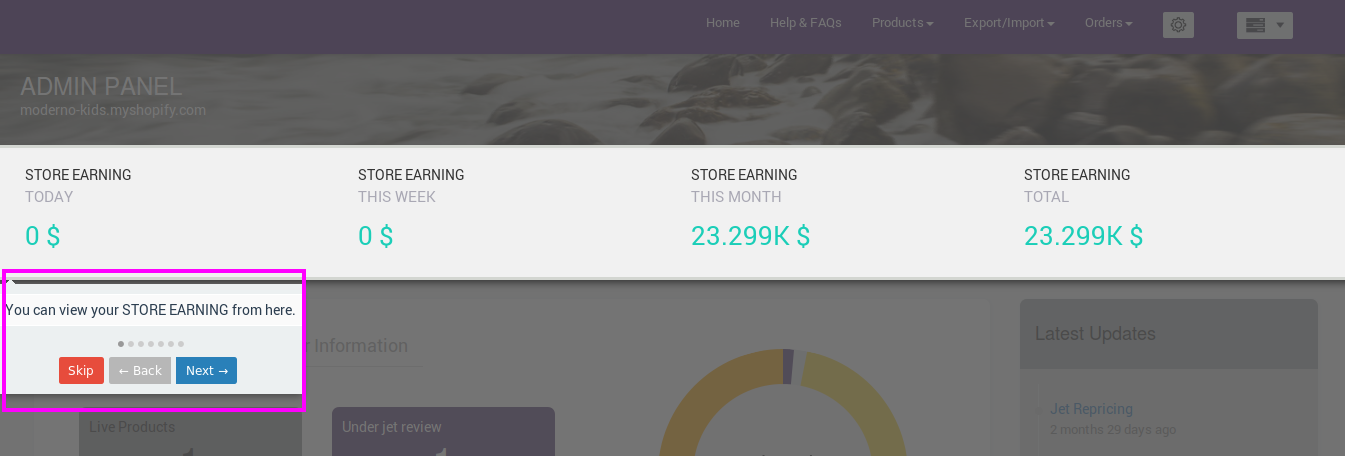 Home Help & FAQs Products Export/Import Orders
ADMIN PANEL
moderno-kids.myshopify.com
STORE EARNING
TODAY
0 $
STORE EARNING
THIS WEEK
0 $
STORE EARNING
THIS MONTH
23.299K $
STORE EARNING
TOTAL
23.299K $
You can view your STORE EARNING from here.
Skip ← Back Next →
Information
Live Products
Under jet review
Latest Updates
Jet Repricing
2 months 29 days ago